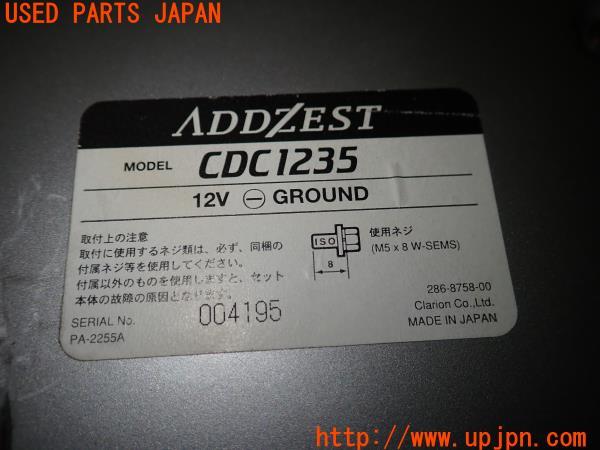 USED PARTS JAPAN
ADDZEST
MODEL CDC1235
12V ⊖ GROUND
取付上の注意
取付に使用するネジ類は、必ず、同梱の
付属ネジ等を使用してください。
付属以外のものを使用しますと、セット
本体の故障の原因となります。
ISO
8
使用ネジ
(M5 x 8 W-SEMS)
SERIAL No. 004195
PA-2255A
286-8758-00
Clarion Co.,Ltd.
MADE IN JAPAN
(c) UPJ Corp.
http://www.upjpn.com/